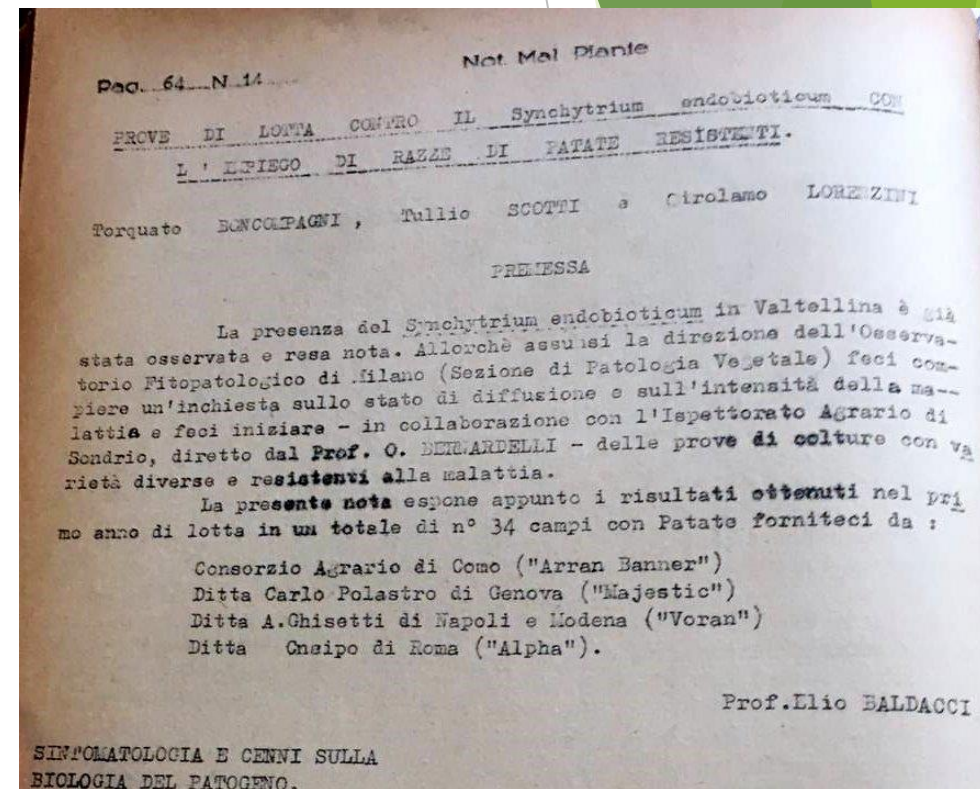 Pag. 64 N 14
Not. Mal. Piante
PROVE DI LOTTA CONTRO IL Synchytrium endobioticum CON
L'IMPIEGO DI RAZZE DI PATATE RESISTENTI.
Torquato BONCOMPAGNI, Tullio SCOTTI e Girolamo LORENZINI
PREMESSA
La presenza del Synchytrium endobioticum in Valtellina è già
stata osservata e resa nota. Allorchè assunsi la direzione dell'Osserva-
torio Fitopatologico di Milano (Sezione di Patologia Vegetale) feci com-
piere un'inchiesta sullo stato di diffusione e sull'intensità della ma--
lattia e feci iniziare - in collaborazione con l'Ispettorato Agrario di
Sondrio, diretto dal Prof. O. BERNARDELLI - delle prove di colture con va
rietà diverse e resistenti alla malattia.
La presente nota espone appunto i risultati ottenuti nel pri
mo anno di lotta in un totale di n° 34 campi con Patate forniteci da :
Consorzio Agrario di Como ("Arran Banner")
Ditta Carlo Polastro di Genova ("Majestic")
Ditta A.Ghisetti di Napoli e Modena ("Voran")
Ditta Cnaipo di Roma ("Alpha").
Prof.Elio BALDACCI
SINTOMATOLOGIA E CENNI SULLA
BIOLOGIA DEL PATOGENO.